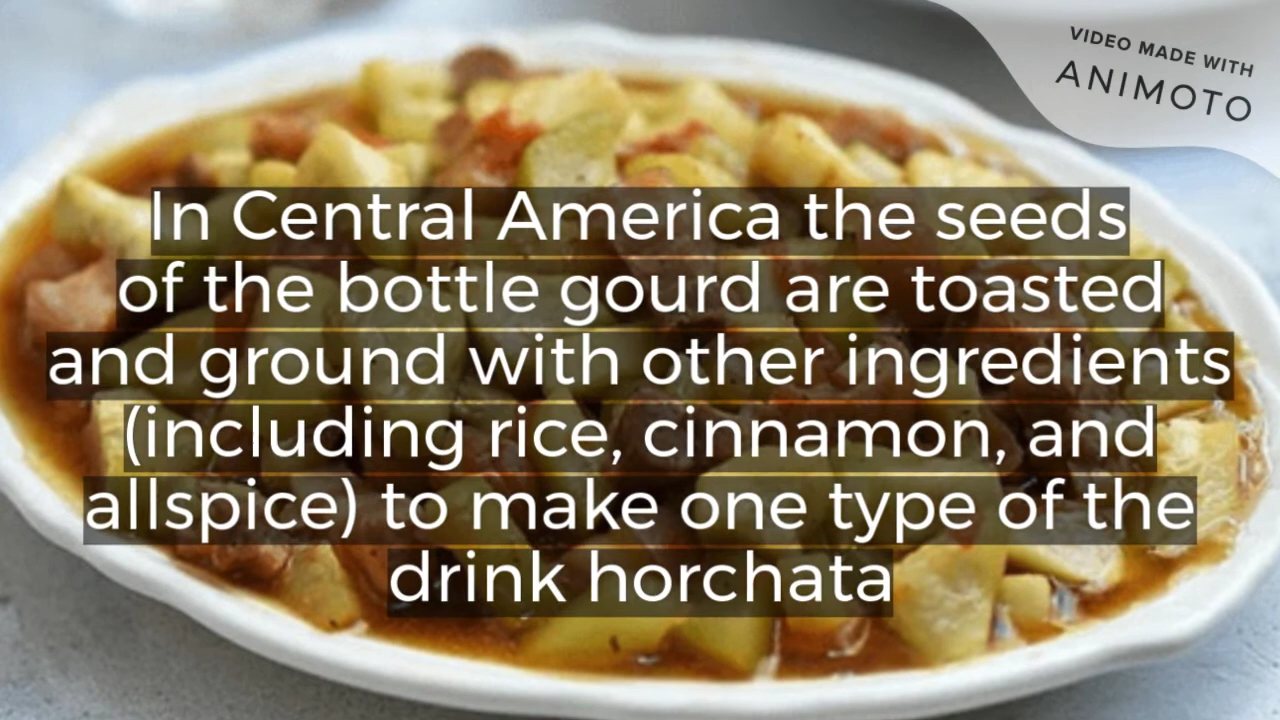 VIDEO MADE WITH
ANIMOTO
In Central America the seeds
of the bottle gourd are toasted
and ground with other ingredients
(including rice, cinnamon, and
allspice) to make one type of the
drink horchata